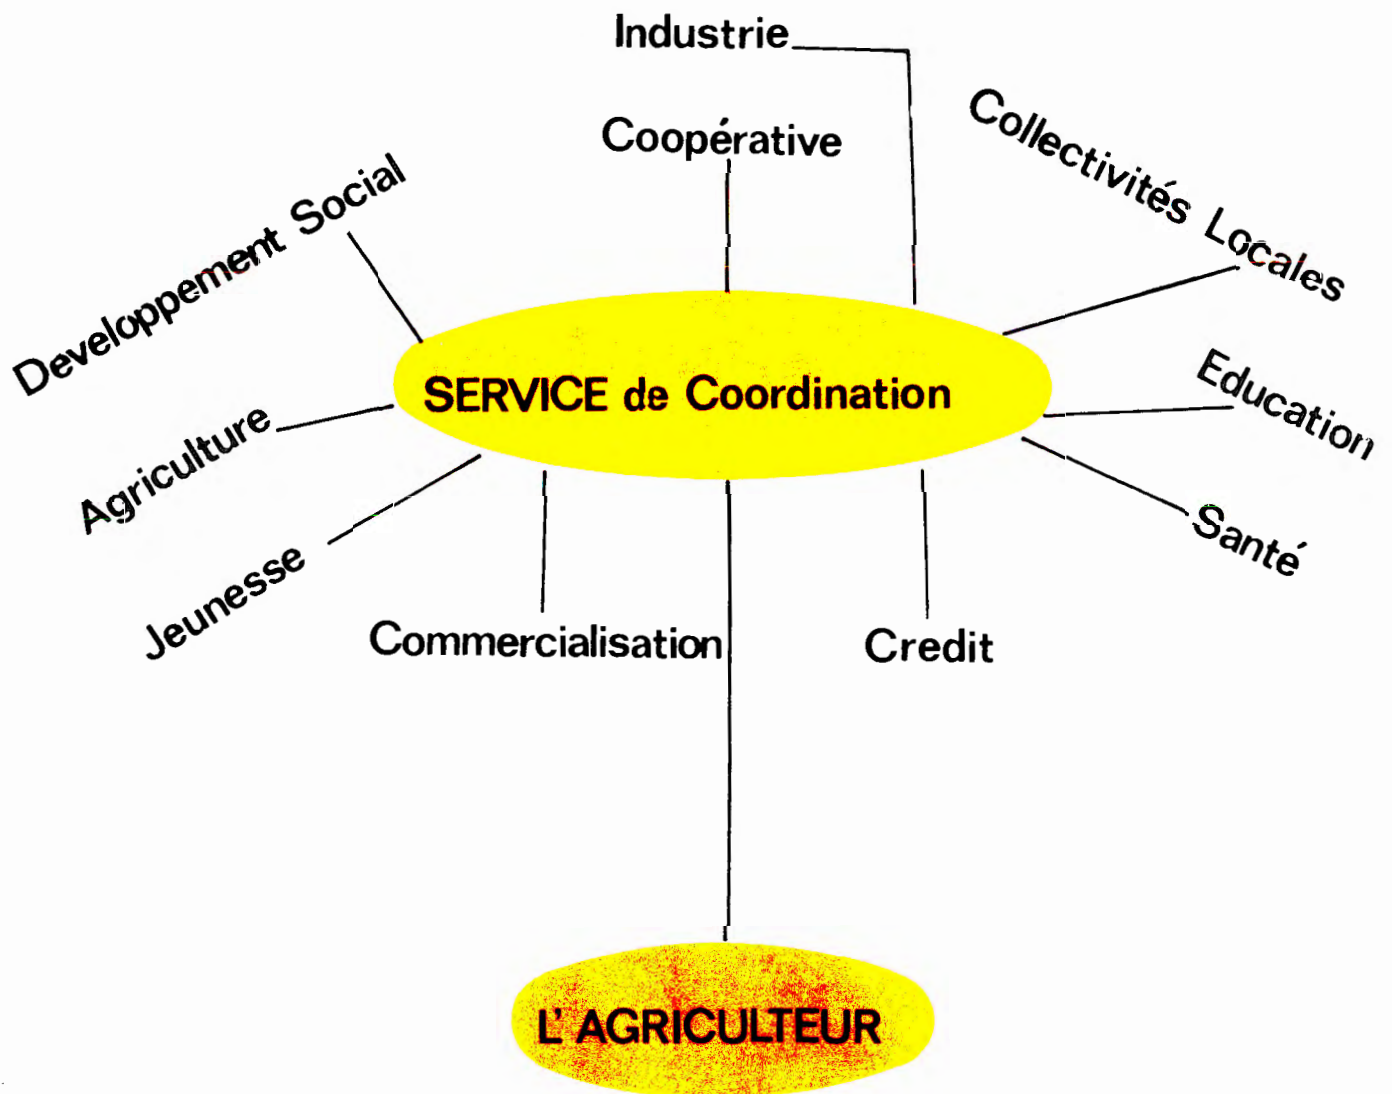 Industrie
Coopérative
Collectivités Locales
Developpement Social
SERVICE de Coordination
Education
Agriculture
Santé
Jeunesse
Commercialisation
Credit
L' AGRICULTEUR